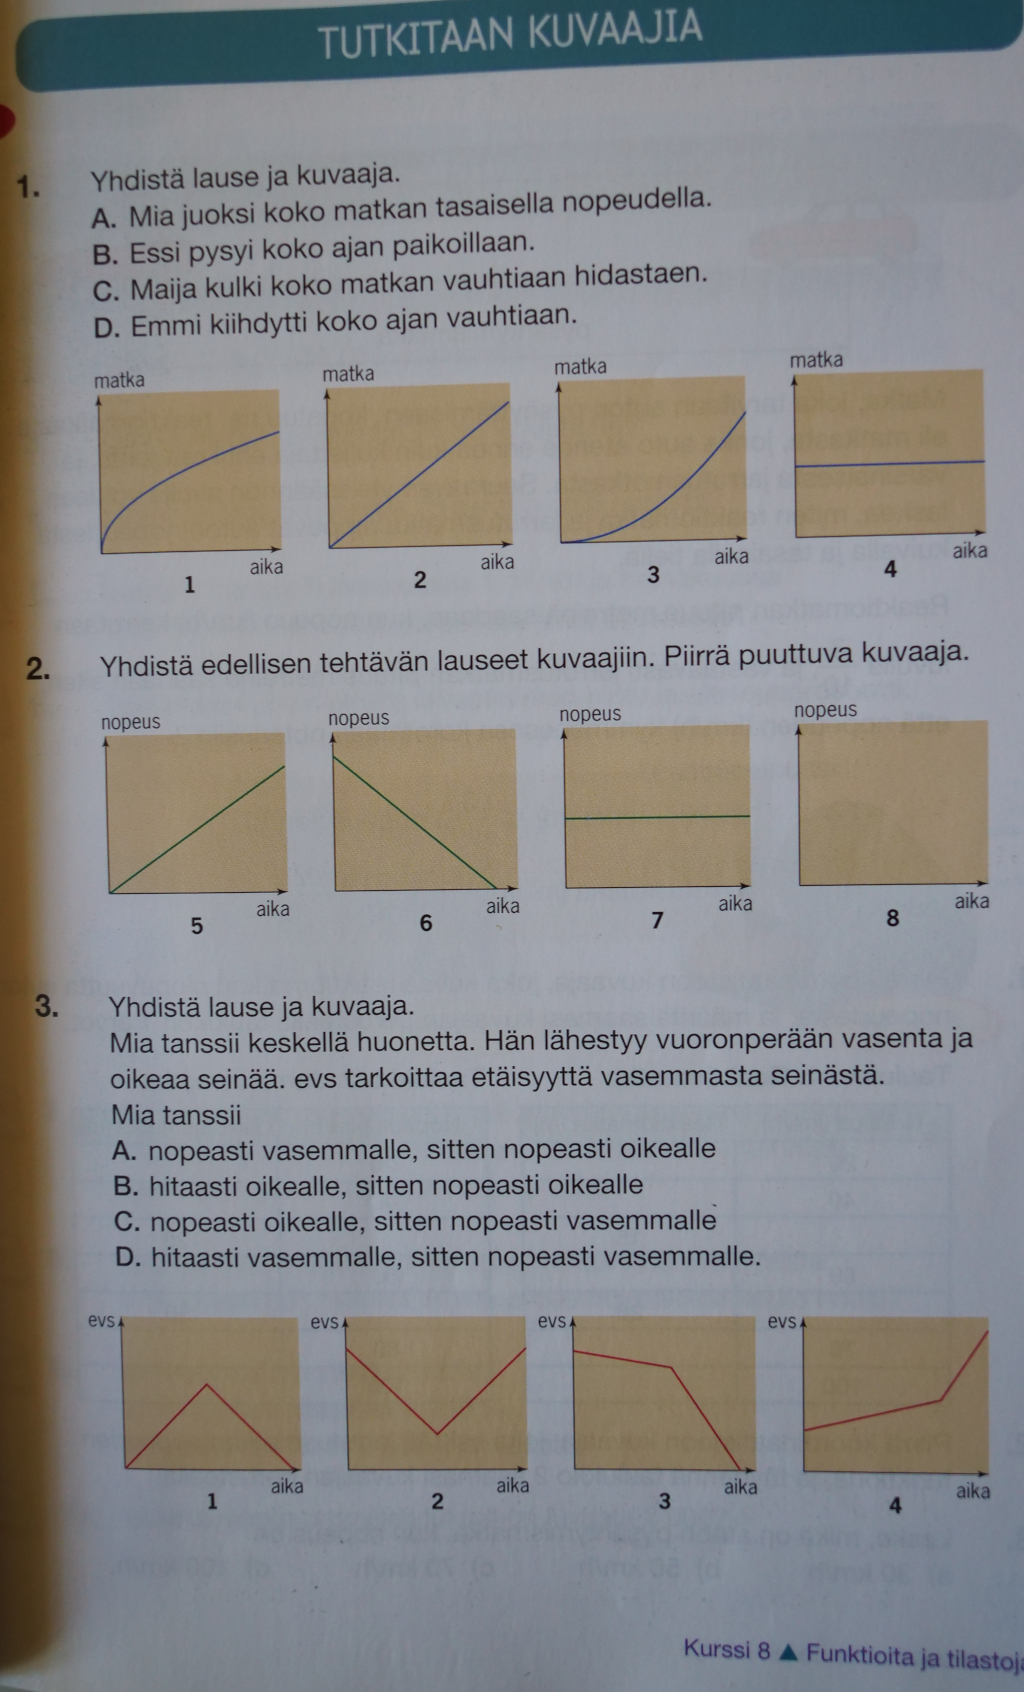 TUTKITAAN KUVAAJIA
1. Yhdistä lause ja kuvaaja.
A. Mia juoksi koko matkan tasaisella nopeudella.
B. Essi pysyi koko ajan paikoillaan.
C. Maija kulki koko matkan vauhtiaan hidastaen.
D. Emmi kiihdytti koko ajan vauhtiaan.
matka matka matka matka
aika aika aika aika
1 2 3 4
2. Yhdistä edellisen tehtävän lauseet kuvaajiin. Piirrä puuttuva kuvaaja.
nopeus nopeus nopeus nopeus
aika aika aika aika
5 6 7 8
3. Yhdistä lause ja kuvaaja.
Mia tanssii keskellä huonetta. Hän lähestyy vuoronperään vasenta ja
oikeaa seinää. evs tarkoittaa etäisyyttä vasemmasta seinästä.
Mia tanssii
A. nopeasti vasemmalle, sitten nopeasti oikealle
B. hitaasti oikealle, sitten nopeasti oikealle
C. nopeasti oikealle, sitten nopeasti vasemmalle
D. hitaasti vasemmalle, sitten nopeasti vasemmalle.
evs evs evs evs
aika aika aika aika
1 2 3 4
Kurssi 8 ▲ Funktioita ja tilastoja